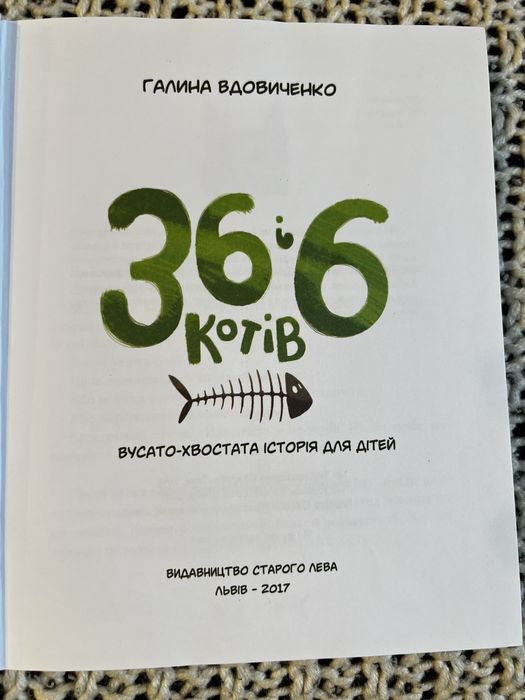 ГАЛИНА ВДОВИЧЕНКО
36 і 6
КОТІВ
ВУСАТО-ХВОСТАТА ІСТОРІЯ ДЛЯ ДІТЕЙ
ВИДАВНИЦТВО СТАРОГО ЛЕВА
ЛЬВІВ - 2017